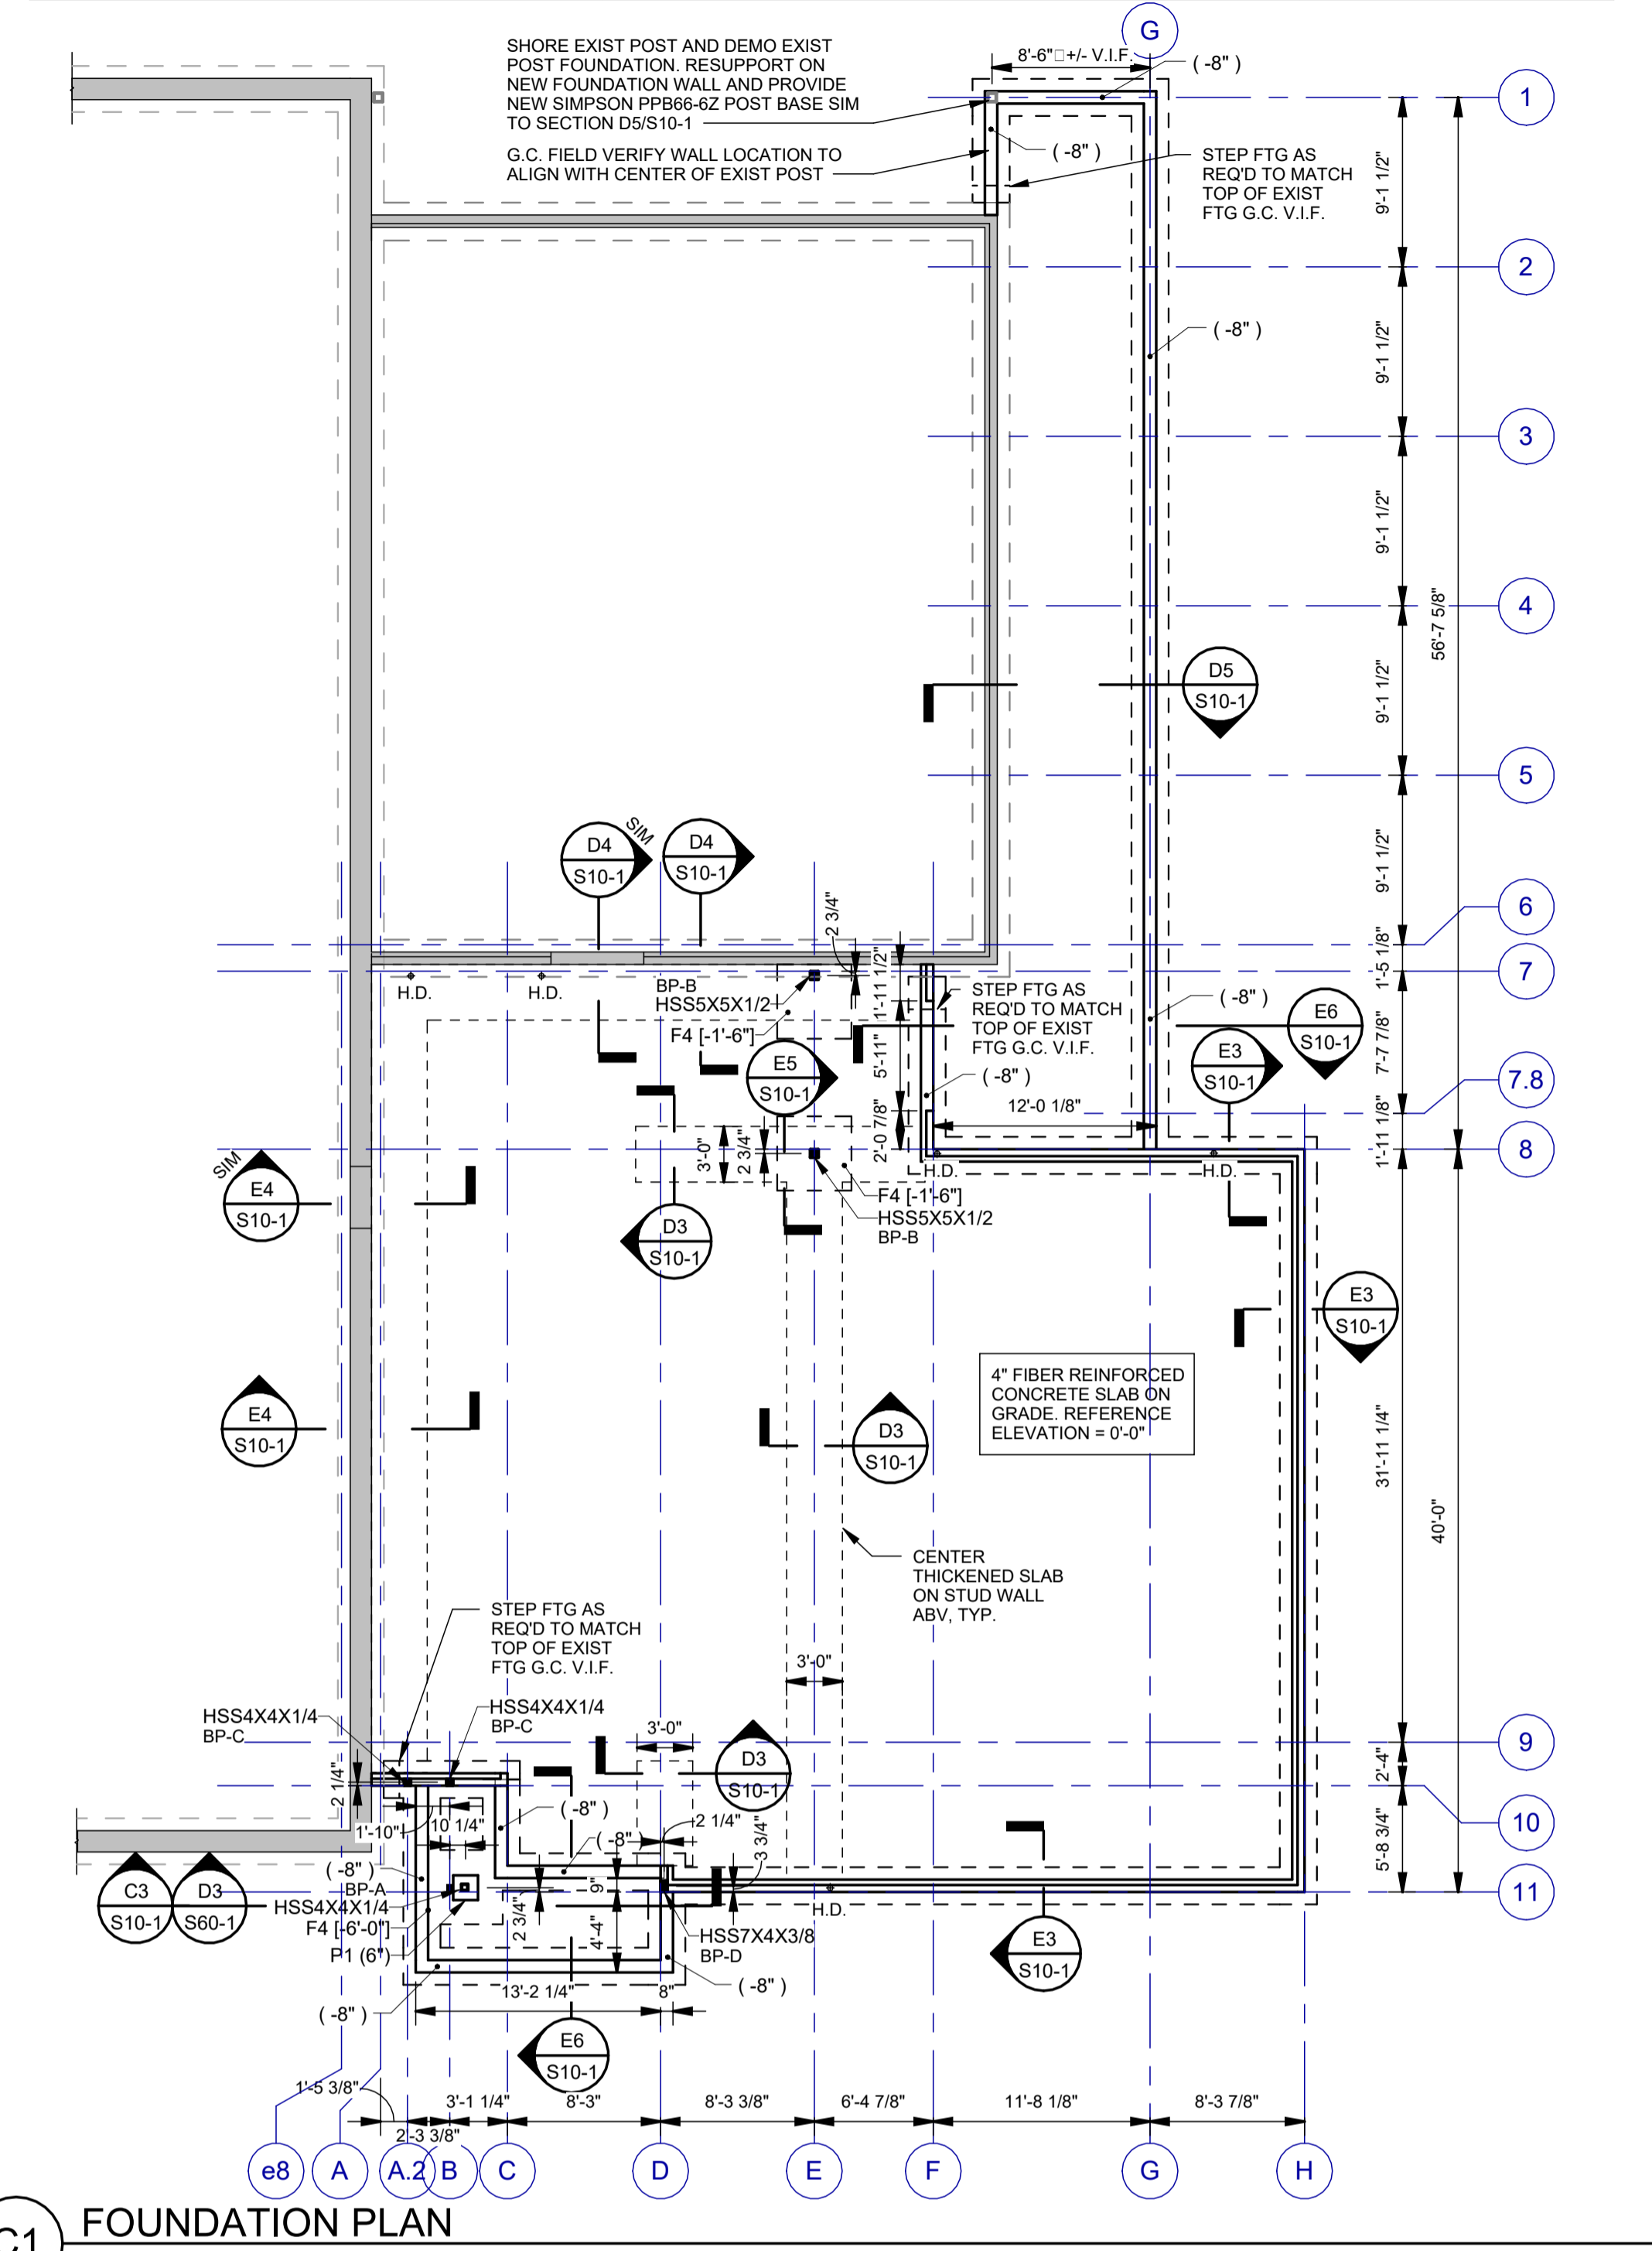 G
SHORE EXIST POST AND DEMO EXIST
POST FOUNDATION. RESUPPORT ON
NEW FOUNDATION WALL AND PROVIDE
NEW SIMPSON PPB66-6Z POST BASE SIM
TO SECTION D5/S10-1
G.C. FIELD VERIFY WALL LOCATION TO
ALIGN WITH CENTER OF EXIST POST
8'-6"□+/- V.I.F.
( -8" )
( -8" )
STEP FTG AS
REQ'D TO MATCH
TOP OF EXIST
FTG G.C. V.I.F.
1
9'-1 1/2"
2
( -8" )
9'-1 1/2"
3
9'-1 1/2"
4
56'-7 5/8"
9'-1 1/2"
D5
S10-1
5
9'-1 1/2"
D4
S10-1
SIM
D4
S10-1
6
1'-5 1/8"
7
2 3/4"
1'-11 1/2"
H.D.
H.D.
BP-B
HSS5X5X1/2
F4 [-1'-6"]
STEP FTG AS
REQ'D TO MATCH
TOP OF EXIST
FTG G.C. V.I.F.
( -8" )
E6
S10-1
E3
S10-1
7'-7 7/8"
E5
S10-1
5'-11"
( -8" )
12'-0 1/8"
7.8
1'-11 1/8"
8
3'-0"
2 3/4"
2'-0 7/8"
H.D.
H.D.
SIM
E4
S10-1
F4 [-1'-6"]
HSS5X5X1/2
BP-B
D3
S10-1
E3
S10-1
E4
S10-1
D3
S10-1
4" FIBER REINFORCED
CONCRETE SLAB ON
GRADE. REFERENCE
ELEVATION = 0'-0"
31'-11 1/4"
40'-0"
CENTER
THICKENED SLAB
ON STUD WALL
ABV, TYP.
STEP FTG AS
REQ'D TO MATCH
TOP OF EXIST
FTG G.C. V.I.F.
3'-0"
HSS4X4X1/4
BP-C
HSS4X4X1/4
BP-C
3'-0"
D3
S10-1
9
2'-4"
2 1/4"
10
1'-10"
10 1/4"
( -8" )
( -8" )
2 1/4"
3 3/4"
5'-8 3/4"
11
C3
S10-1
D3
S60-1
( -8" )
BP-A
HSS4X4X1/4
F4 [-6'-0"]
P1 (6")
2 3/4"
9"
4'-4"
HSS7X4X3/8
BP-D
H.D.
E3
S10-1
( -8" )
13'-2 1/4"
8"
( -8" )
E6
S10-1
1'-5 3/8"
2'-3 3/8"
3'-1 1/4"
8'-3"
8'-3 3/8"
6'-4 7/8"
11'-8 1/8"
8'-3 7/8"
e8
A
A.2
B
C
D
E
F
G
H
C1
FOUNDATION PLAN